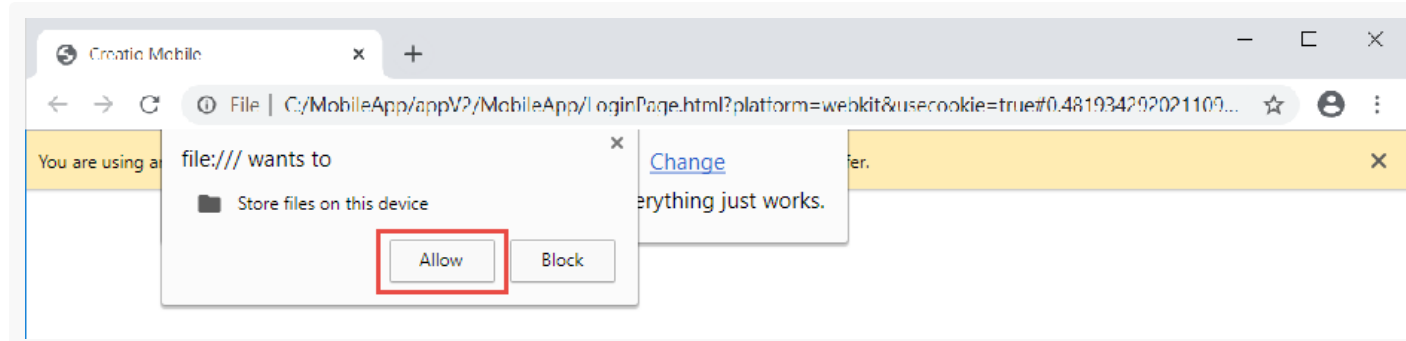 Creatio Mobile
File | C:/MobileApp/appV2/MobileApp/LoginPage.html?platform=webkit&usecookie=true#0.481934292021109...
You are using a
file:/// wants to
Change
fer.
Store files on this device
erything just works.
Allow
Block